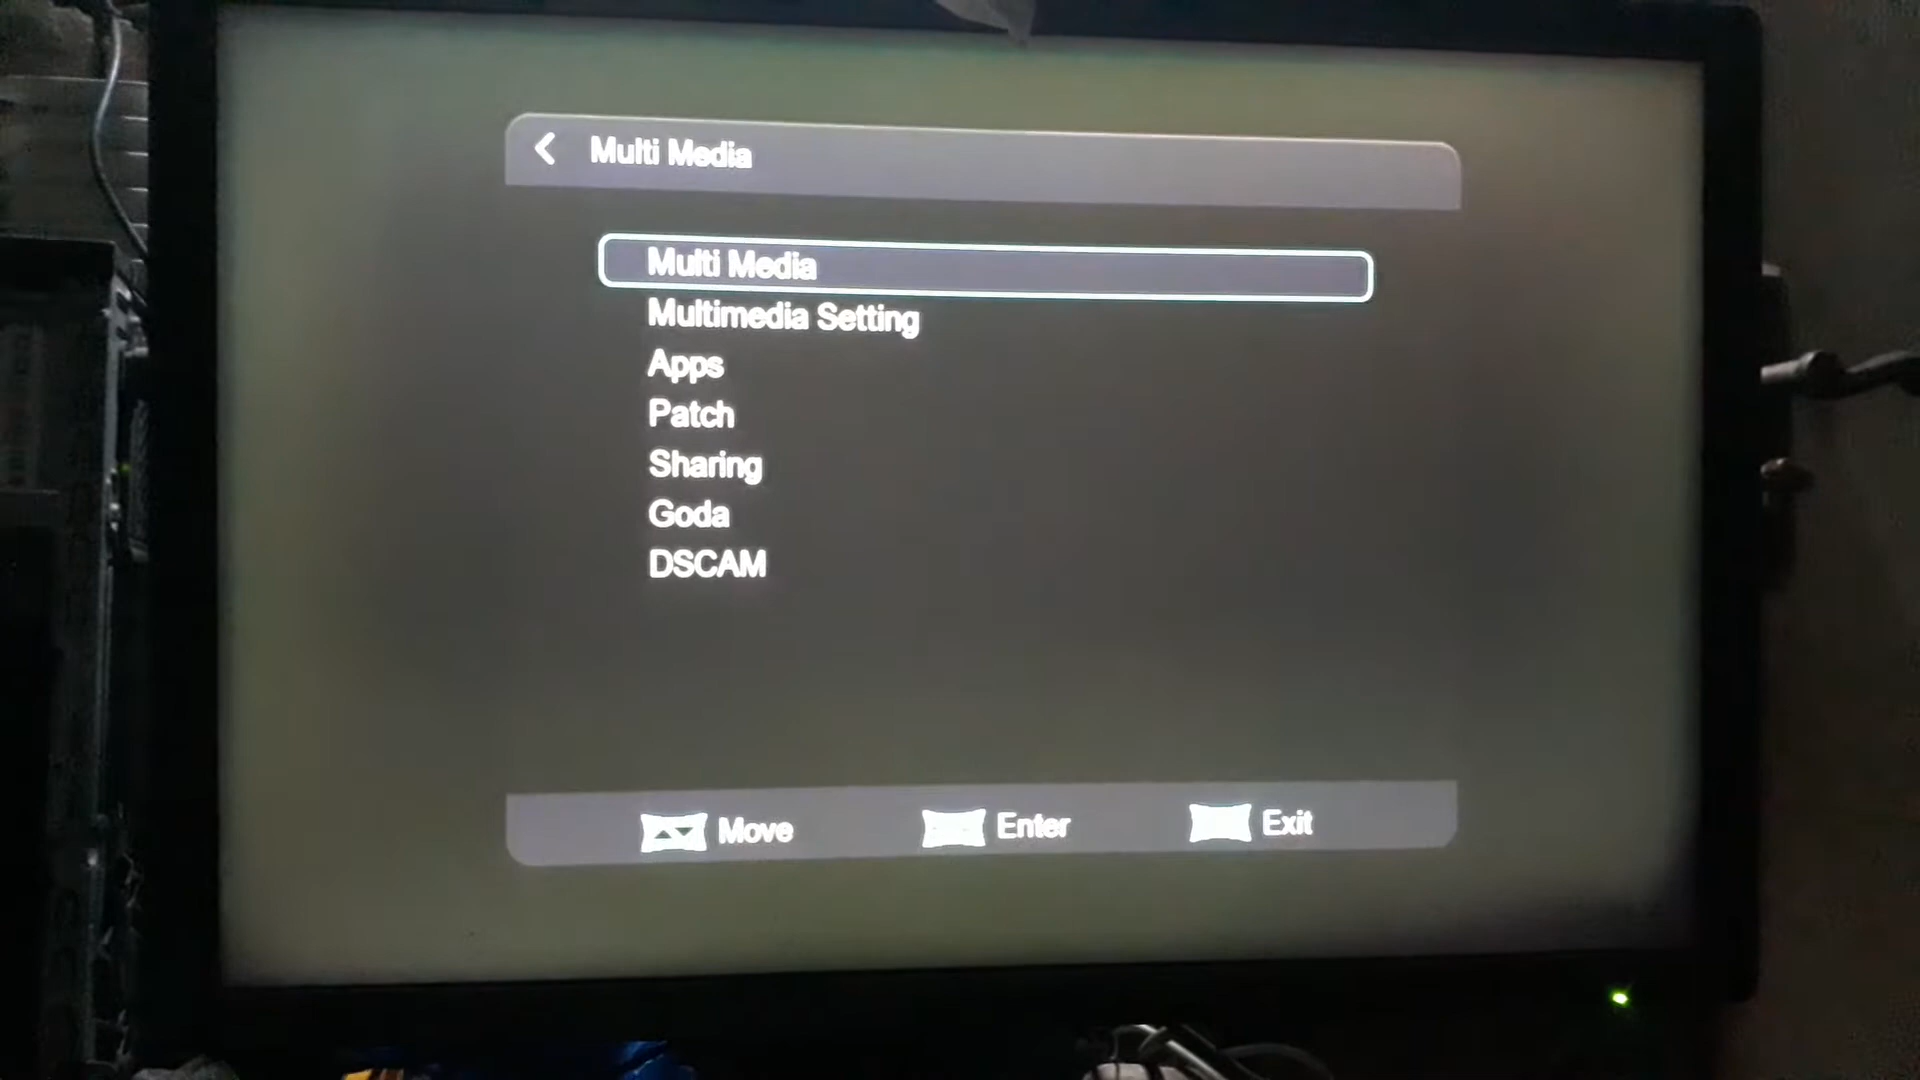 Multi Media
Multi Media
Multimedia Setting
Apps
Patch
Sharing
Goda
DSCAM
Move Enter Exit